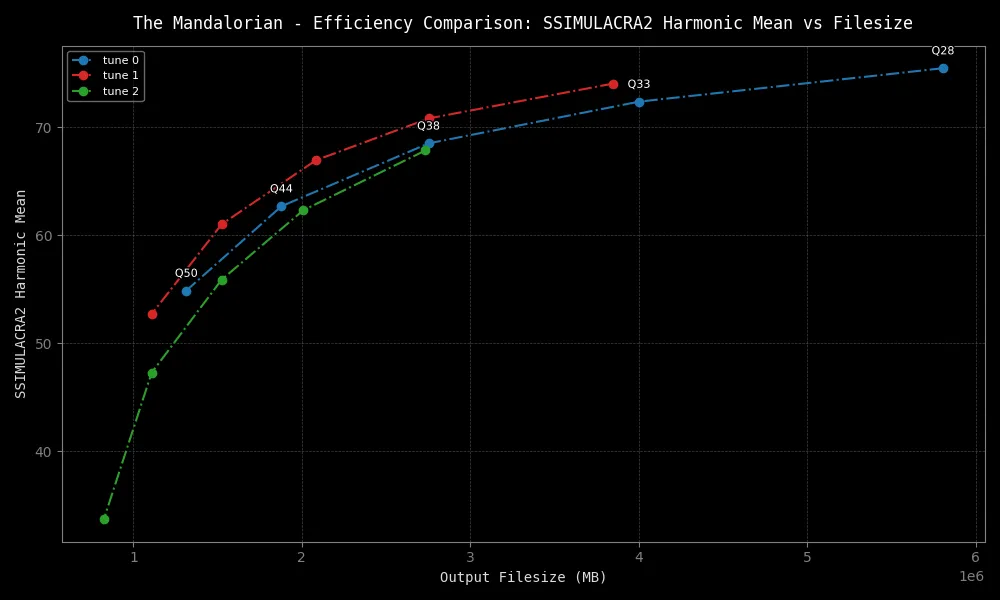 The Mandalorian - Efficiency Comparison: SSIMULACRA2 Harmonic Mean vs Filesize
tune 0
tune 1
tune 2
Q28
Q33
Q38
Q44
Q50
70
60
50
40
SSIMULACRA2 Harmonic Mean
1
2
3
4
5
6
1e6
Output Filesize (MB)